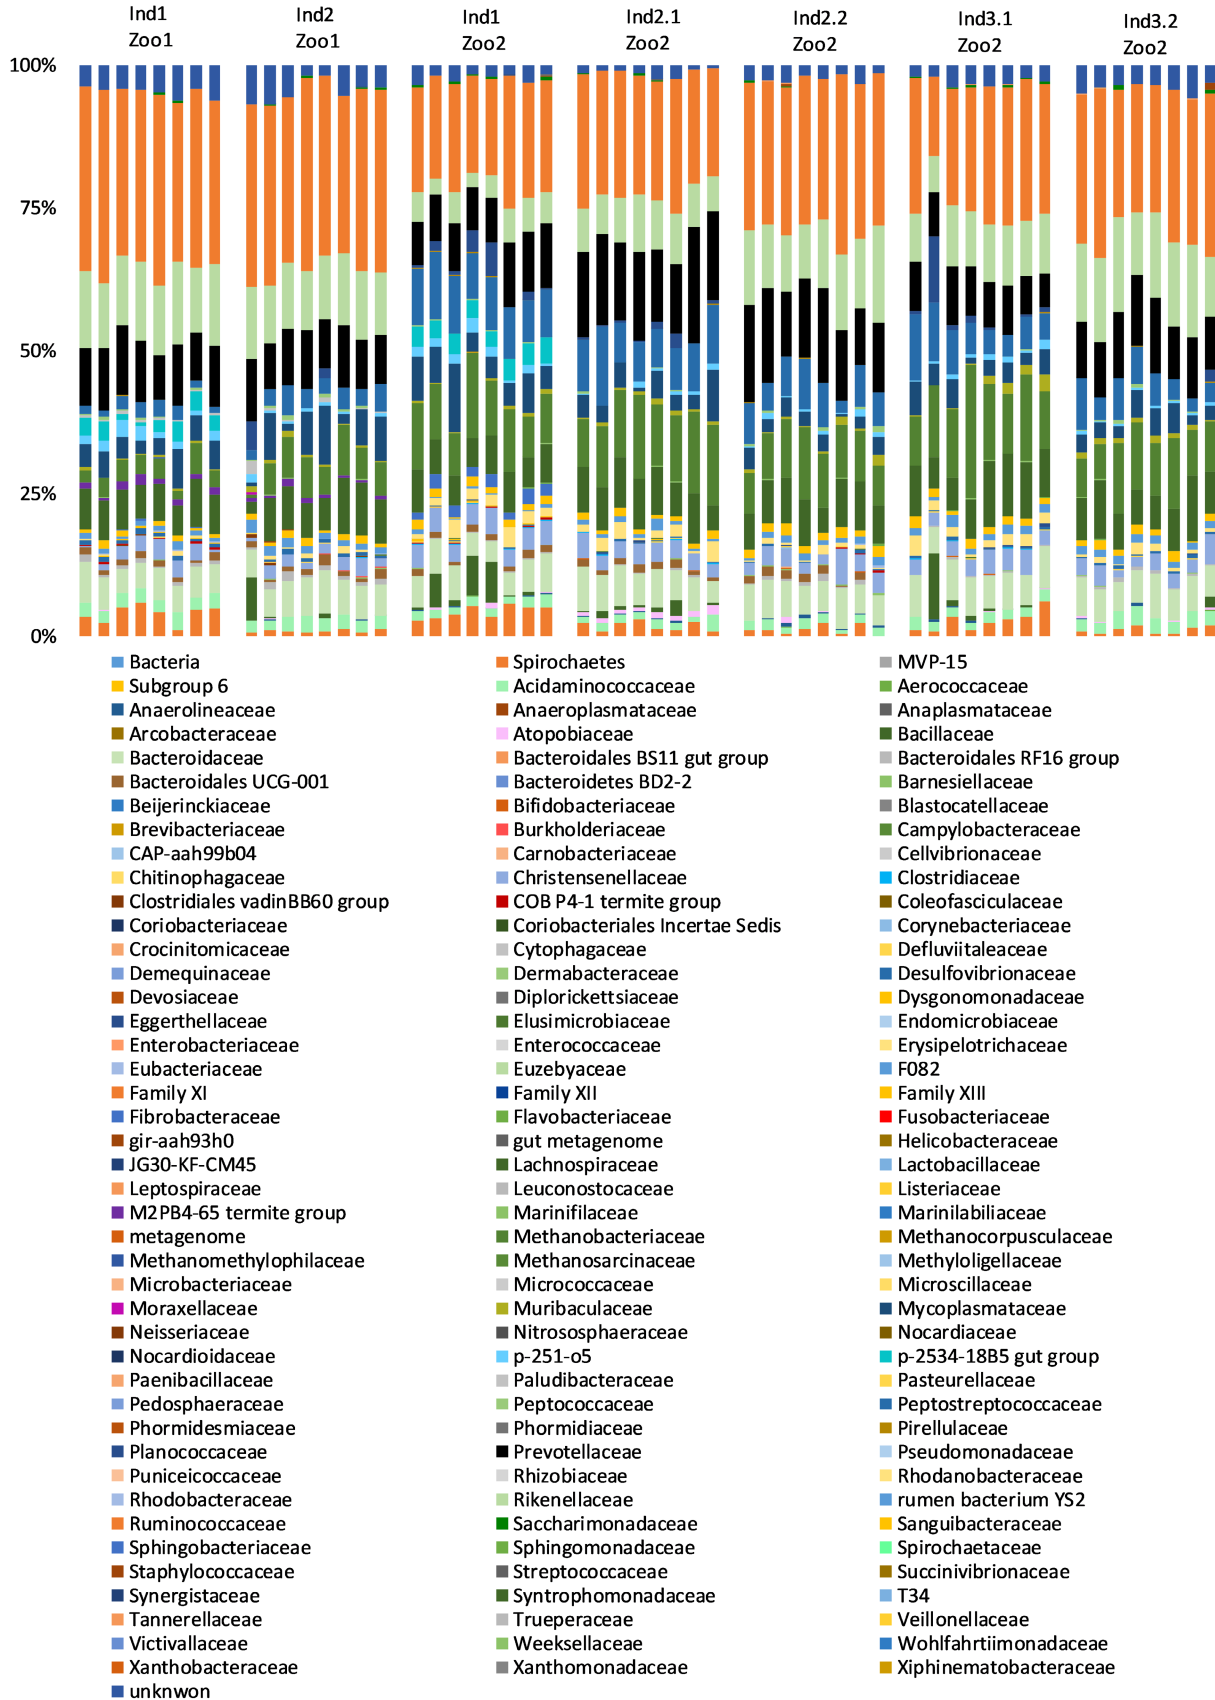 Ind1 Ind2 Ind1 Ind2.1 Ind2.2 Ind3.1 Ind3.2
Zoo1 Zoo1 Zoo2 Zoo2 Zoo2 Zoo2 Zoo2
100%
75%
50%
25%
0%
Bacteria Spirochaetes MVP-15
Subgroup 6 Acidaminococcaceae Aerococcaceae
Anaerolineaceae Anaeroplasmataceae Anaplasmataceae
Arcobacteraceae Atopobiaceae Bacillaceae
Bacteroidaceae Bacteroidales BS11 gut group Bacteroidales RF16 group
Bacteroidales UCG-001 Bacteroidetes BD2-2 Barnesiellaceae
Beijerinckiaceae Bifidobacteriaceae Blastocatellaceae
Brevibacteriaceae Burkholderiaceae Campylobacteraceae
CAP-aah99b04 Carnobacteriaceae Cellvibrionaceae
Chitinophagaceae Christensenellaceae Clostridiaceae
Clostridiales vadinBB60 group COB P4-1 termite group Coleofasciculaceae
Coriobacteriaceae Coriobacteriales Incertae Sedis Corynebacteriaceae
Crocinitomicaceae Cytophagaceae Defluviitaleaceae
Demequinaceae Dermabacteraceae Desulfovibrionaceae
Devosiaceae Diplorickettsiaceae Dysgonomonadaceae
Eggerthellaceae Elusimicrobiaceae Endomicrobiaceae
Enterobacteriaceae Enterococcaceae Erysipelotrichaceae
Eubacteriaceae Euzebyaceae F082
Family XI Family XII Family XIII
Fibrobacteraceae Flavobacteriaceae Fusobacteriaceae
gir-aah93h0 gut metagenome Helicobacteraceae
JG30-KF-CM45 Lachnospiraceae Lactobacillaceae
Leptospiraceae Leuconostocaceae Listeriaceae
M2PB4-65 termite group Marinifilaceae Marinilabiliaceae
metagenome Methanobacteriaceae Methanocorpusculaceae
Methanomethylophilaceae Methanosarcinaceae Methyloligellaceae
Microbacteriaceae Micrococcaceae Microscillaceae
Moraxellaceae Muribaculaceae Mycoplasmataceae
Neisseriaceae Nitrososphaeraceae Nocardiaceae
Nocardioidaceae p-251-o5 p-2534-18B5 gut group
Paenibacillaceae Paludibacteraceae Pasteurellaceae
Pedosphaeraceae Peptococcaceae Peptostreptococcaceae
Phormidesmiaceae Phormidiaceae Pirellulaceae
Planococcaceae Prevotellaceae Pseudomonadaceae
Puniceicoccaceae Rhizobiaceae Rhodanobacteraceae
Rhodobacteraceae Rikenellaceae rumen bacterium YS2
Ruminococcaceae Saccharimonadaceae Sanguibacteraceae
Sphingobacteriaceae Sphingomonadaceae Spirochaetaceae
Staphylococcaceae Streptococcaceae Succinivibrionaceae
Synergistaceae Syntrophomonadaceae T34
Tannerellaceae Trueperaceae Veillonellaceae
Victivallaceae Weeksellaceae Wohlfahrtiimonadaceae
Xanthobacteraceae Xanthomonadaceae Xiphinematobacteraceae
unknwon